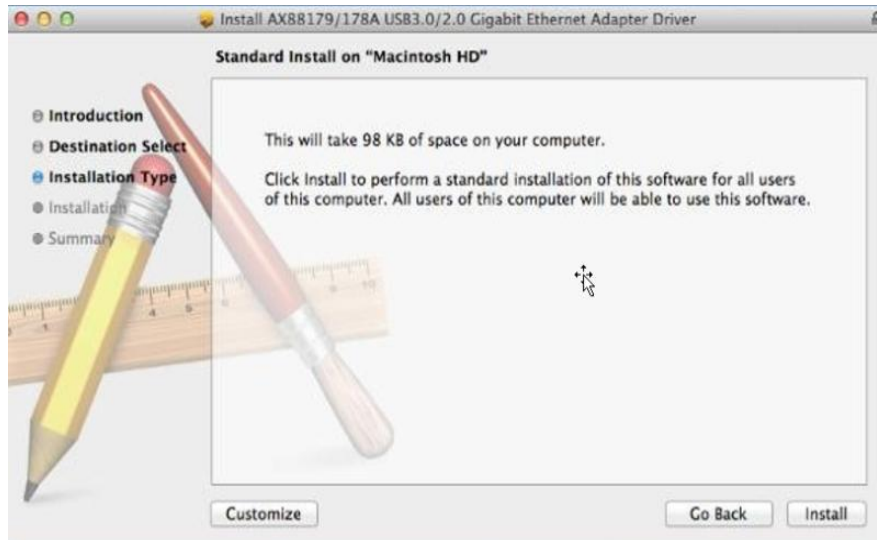 Install AX88179/178A USB3.0/2.0 Gigabit Ethernet Adapter Driver
Standard Install on "Macintosh HD"
Introduction
Destination Select
Installation Type
Installation
Summary
This will take 98 KB of space on your computer.
Click Install to perform a standard installation of this software for all users
of this computer. All users of this computer will be able to use this software.
Customize
Go Back
Install